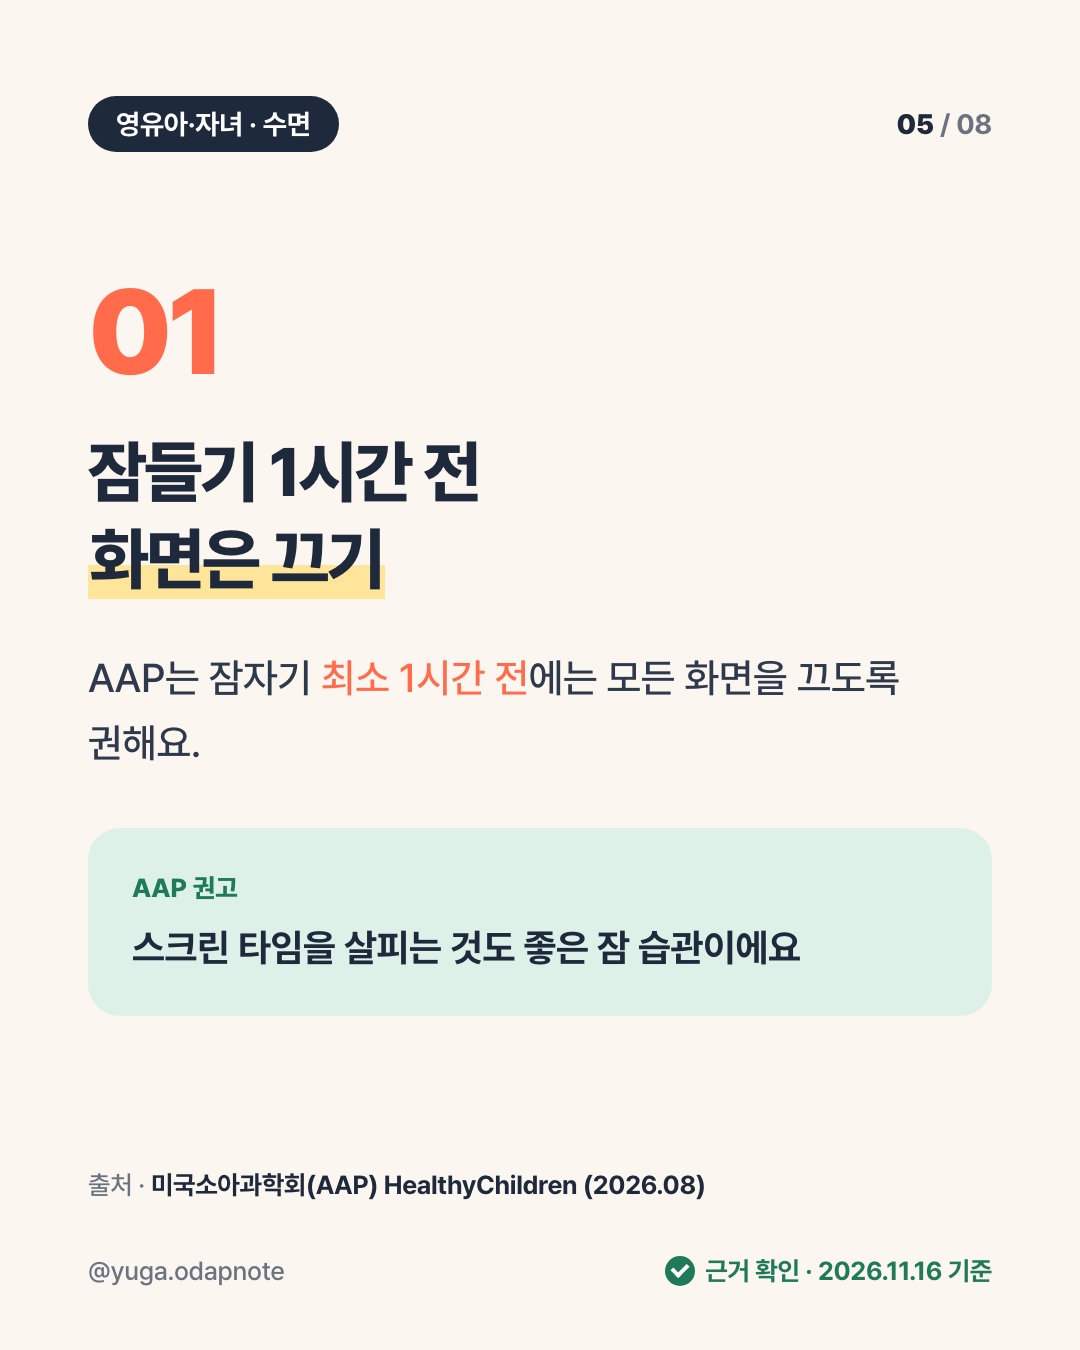 영유아·자녀 · 수면
05 / 08
01
잠들기 1시간 전
화면은 끄기
AAP는 잠자기 최소 1시간 전에는 모든 화면을 끄도록
권해요.
AAP 권고
스크린 타임을 살피는 것도 좋은 잠 습관이에요
출처 · 미국소아과학회(AAP) HealthyChildren (2026.08)
@yuga.odapnote
근거 확인 · 2026.11.16 기준